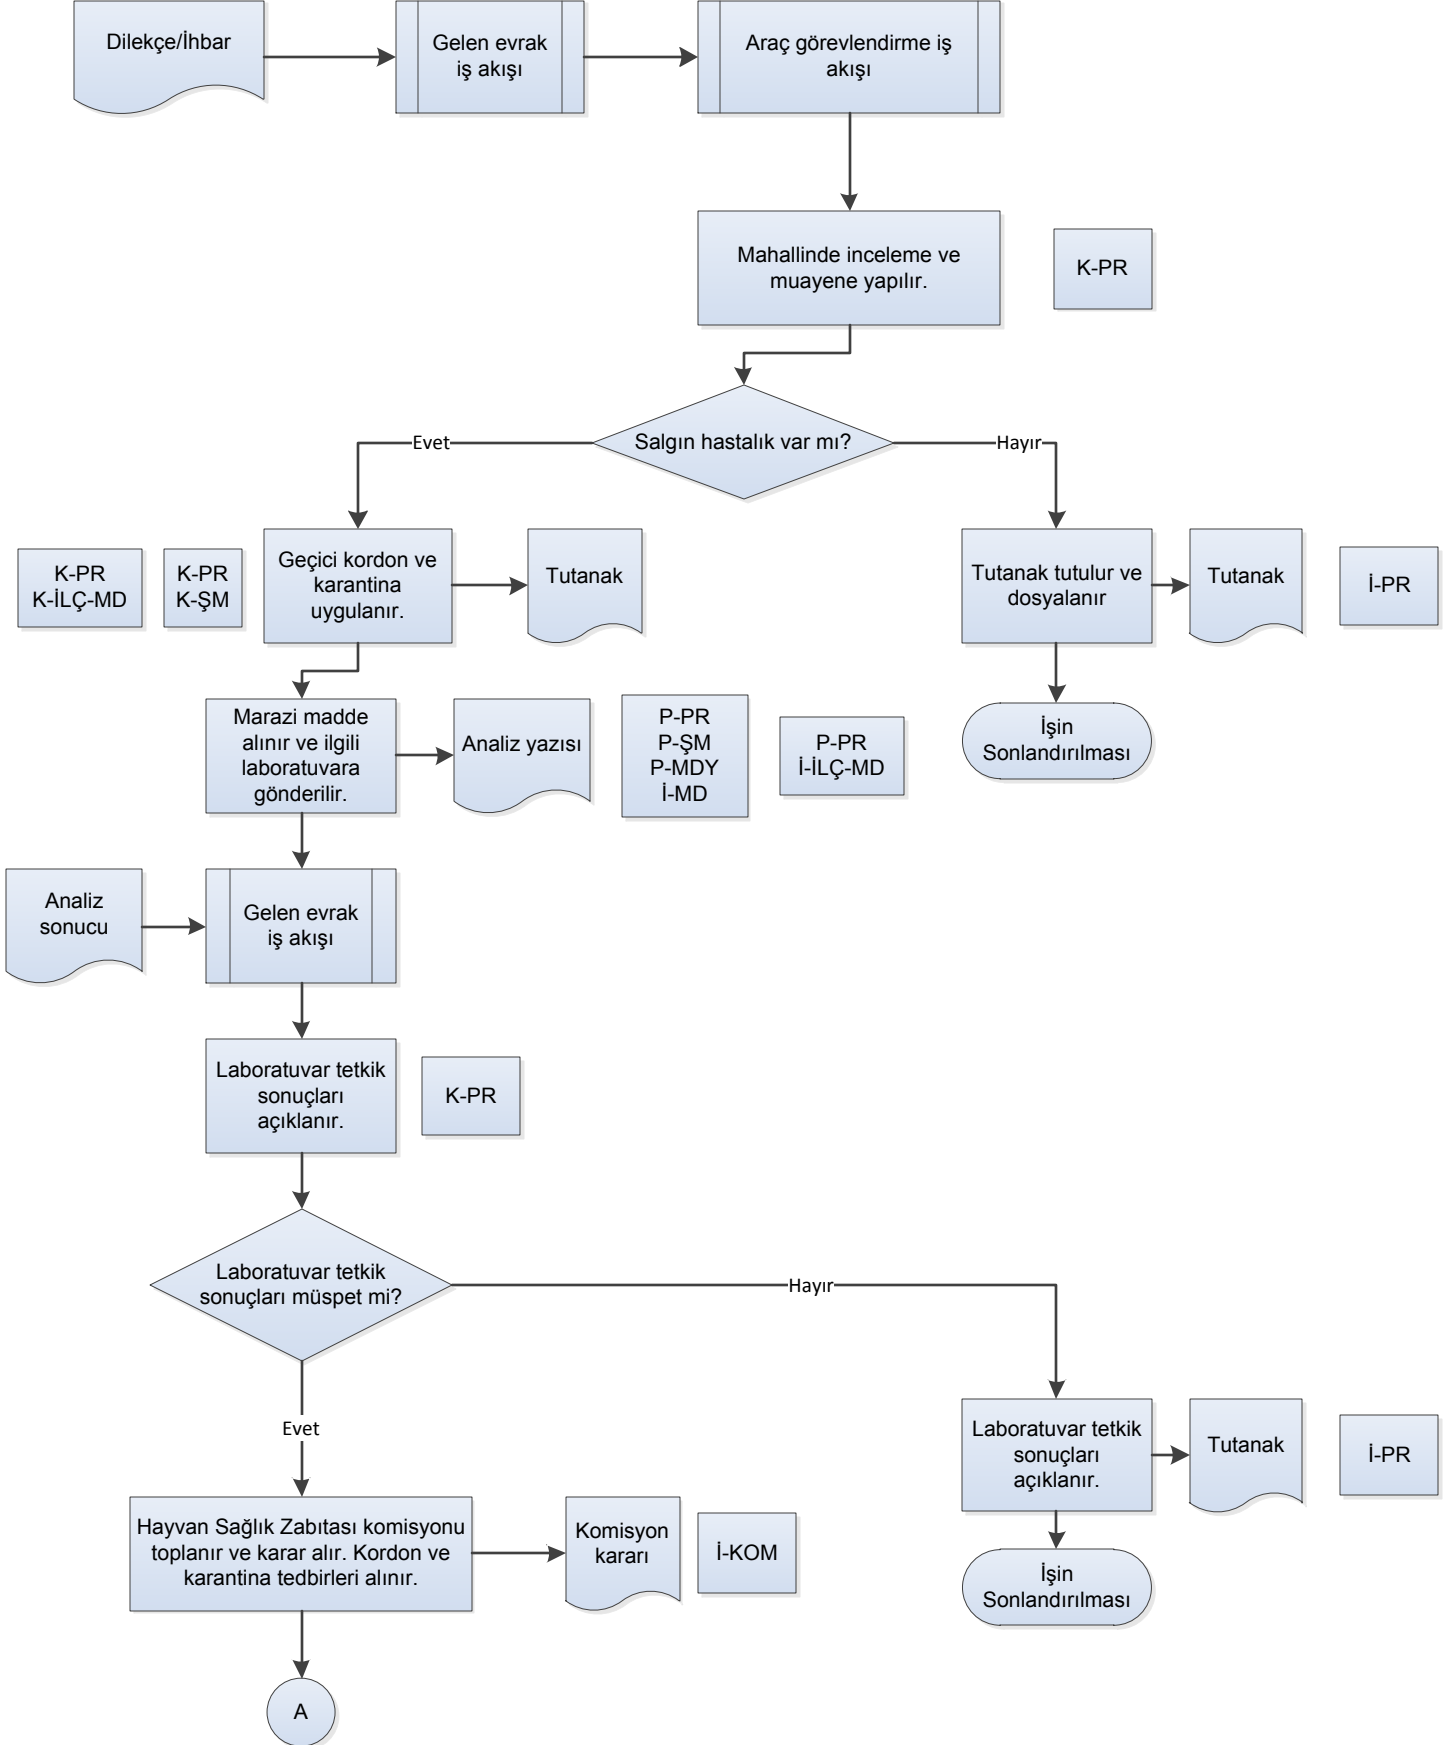 Dilekçe/İhbar
Gelen evrak
iş akışı
Araç görevlendirme iş
akışı
Mahallinde inceleme ve
muayene yapılır.
K-PR
Salgın hastalık var mı?
Evet
Hayır
K-PR
K-İLÇ-MD
K-PR
K-ŞM
Geçici kordon ve
karantina
uygulanır.
Tutanak
Tutanak tutulur ve
dosyalanır
Tutanak
İ-PR
Marazi madde
alınır ve ilgili
laboratuvara
gönderilir.
Analiz yazısı
P-PR
P-ŞM
P-MDY
İ-MD
P-PR
İ-İLÇ-MD
İşin
Sonlandırılması
Analiz
sonucu
Gelen evrak
iş akışı
Laboratuvar tetkik
sonuçları
açıklanır.
K-PR
Laboratuvar tetkik
sonuçları müspet mi?
Hayır
Evet
Laboratuvar tetkik
sonuçları
açıklanır.
Tutanak
İ-PR
Hayvan Sağlık Zabıtası komisyonu
toplanır ve karar alır. Kordon ve
karantina tedbirleri alınır.
Komisyon
kararı
İ-KOM
İşin
Sonlandırılması
A